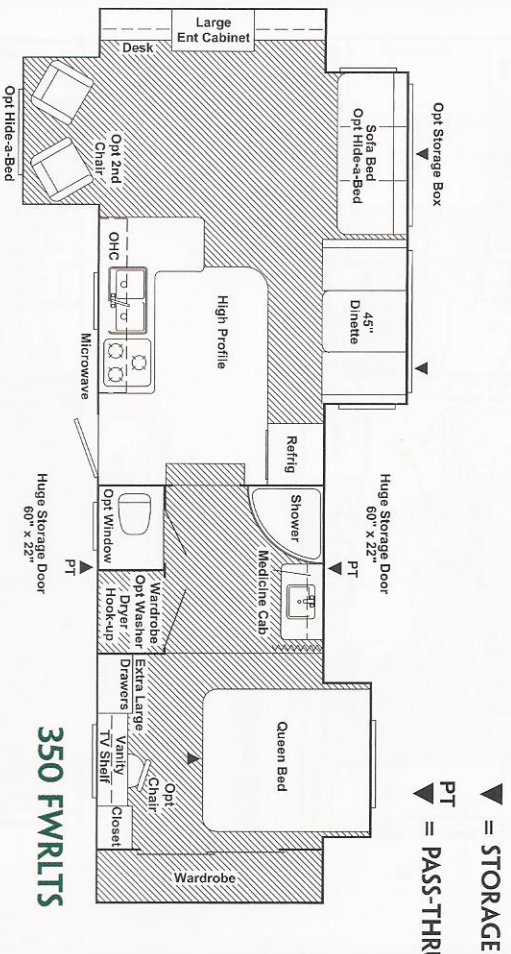 Large
Ent Cabinet
Desk
Opt Hide-a-Bed
Opt 2nd
Chair
Sofa Bed
Opt Hide-a-Bed
Opt Storage Box
45"
Dinette
OHC
High Profile
Microwave
Refrig
Huge Storage Door
60" x 22"
PT
Shower
Medicine Cab
Opt Window
Huge Storage Door
60" x 22"
PT
Wardrobe
Opt Washer
Dryer
Hook-up
Extra Large
Drawers
Queen Bed
Vanity
TV Shelf
Opt
Chair
Closet
Wardrobe
350 FWRLTS
= STORAGE
PT
= PASS-THRU